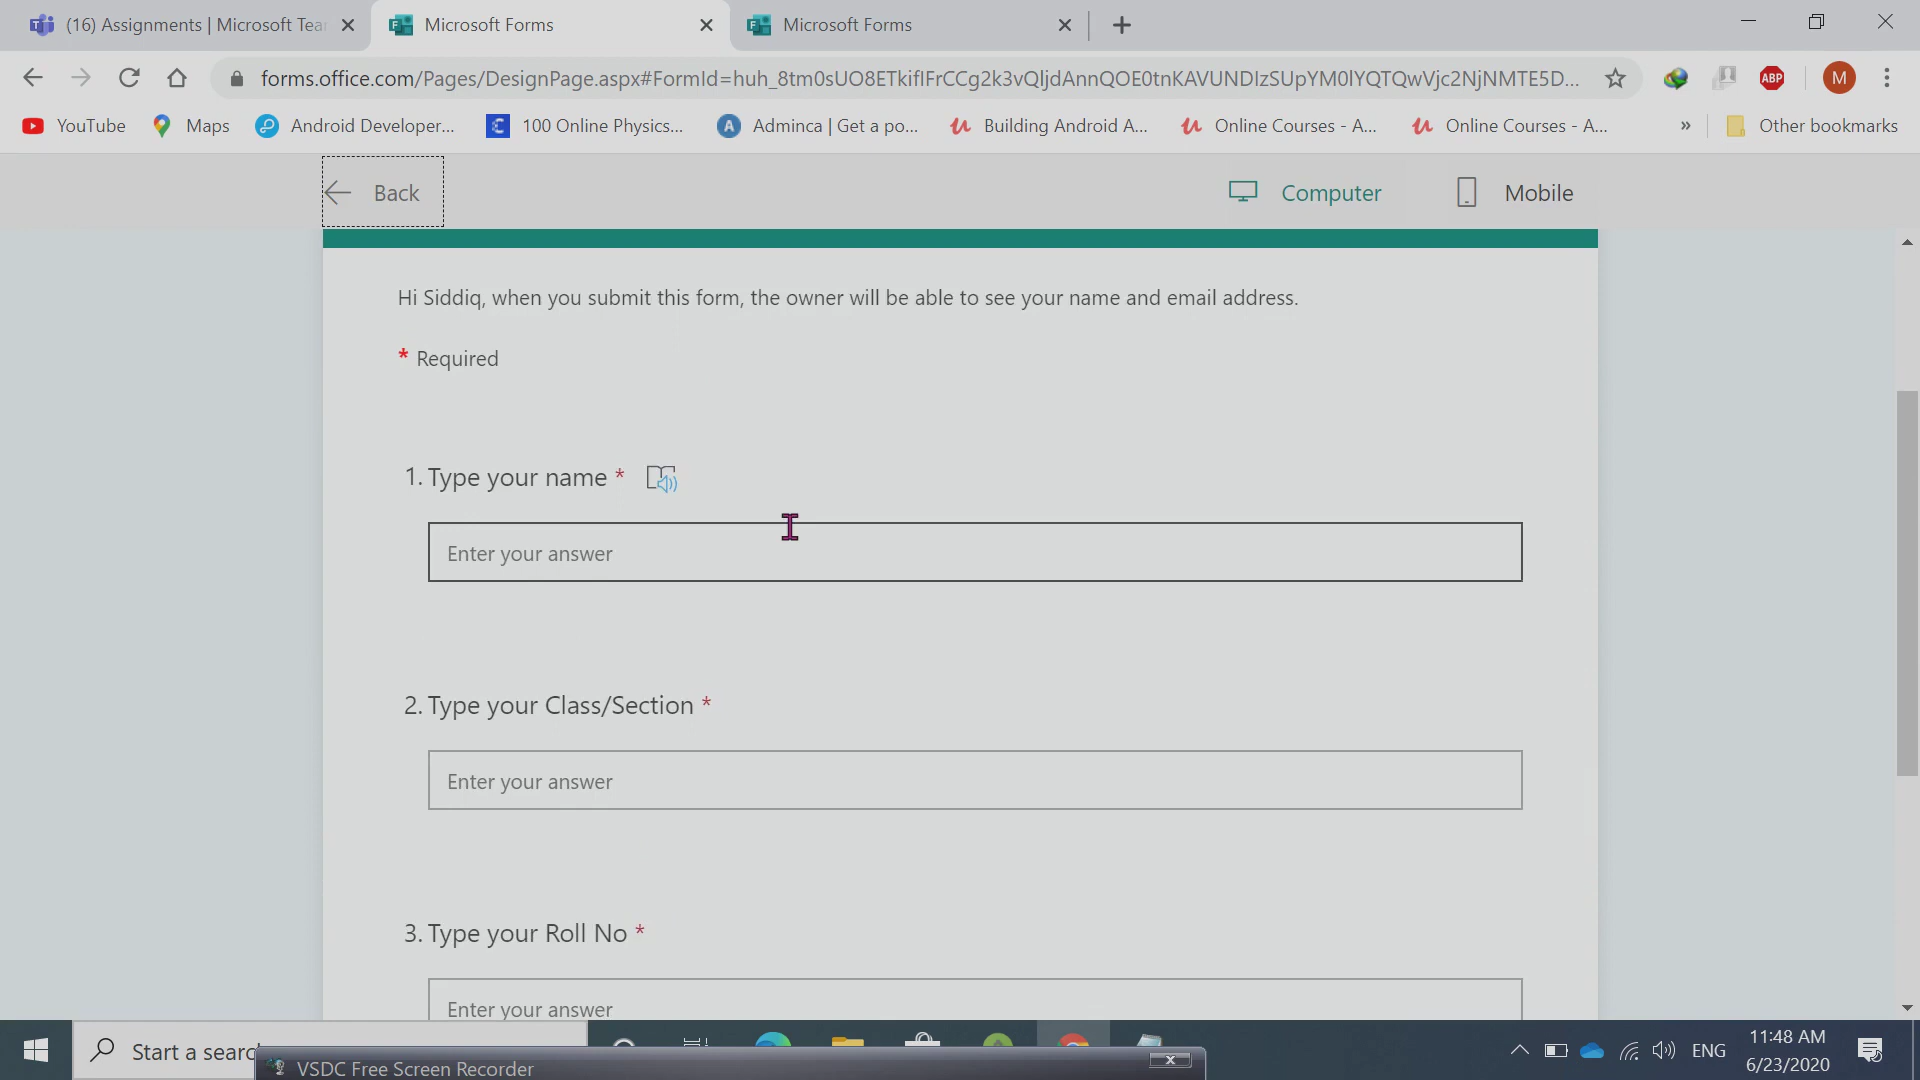 (16) Assignments | Microsoft Tea
Microsoft Forms
Microsoft Forms
forms.office.com/Pages/DesignPage.aspx#FormId=huh_8tm0sUO8ETkifIFrCCg2k3vQljdAnnQOE0tnKAVUNDIzSUpYM0lYQTQwVjc2NjNMTE5D...
ABP
M
YouTube
Maps
Android Developer...
100 Online Physics...
Adminca | Get a po...
Building Android A...
Online Courses - A...
Online Courses - A...
»
Other bookmarks
Back
Computer
Mobile
Hi Siddiq, when you submit this form, the owner will be able to see your name and email address.
* Required
1. Type your name *
Enter your answer
2. Type your Class/Section *
Enter your answer
3. Type your Roll No *
Enter your answer
Start a searc
VSDC Free Screen Recorder
ENG
11:48 AM
6/23/2020